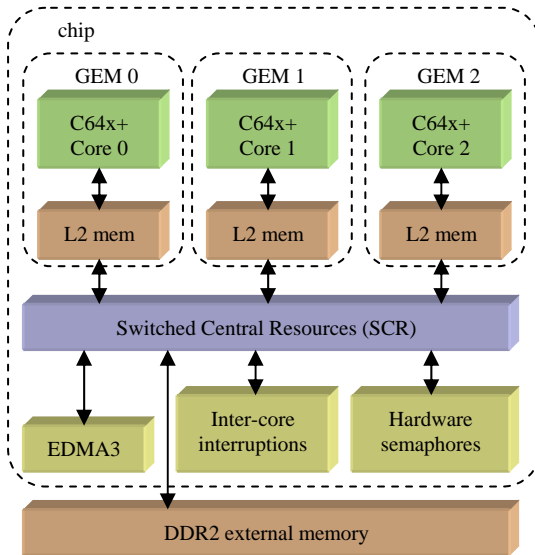 chip
GEM 0
GEM 1
GEM 2
C64x+
Core 0
C64x+
Core 1
C64x+
Core 2
L2 mem
L2 mem
L2 mem
Switched Central Resources (SCR)
EDMA3
Inter-core
interruptions
Hardware
semaphores
DDR2 external memory